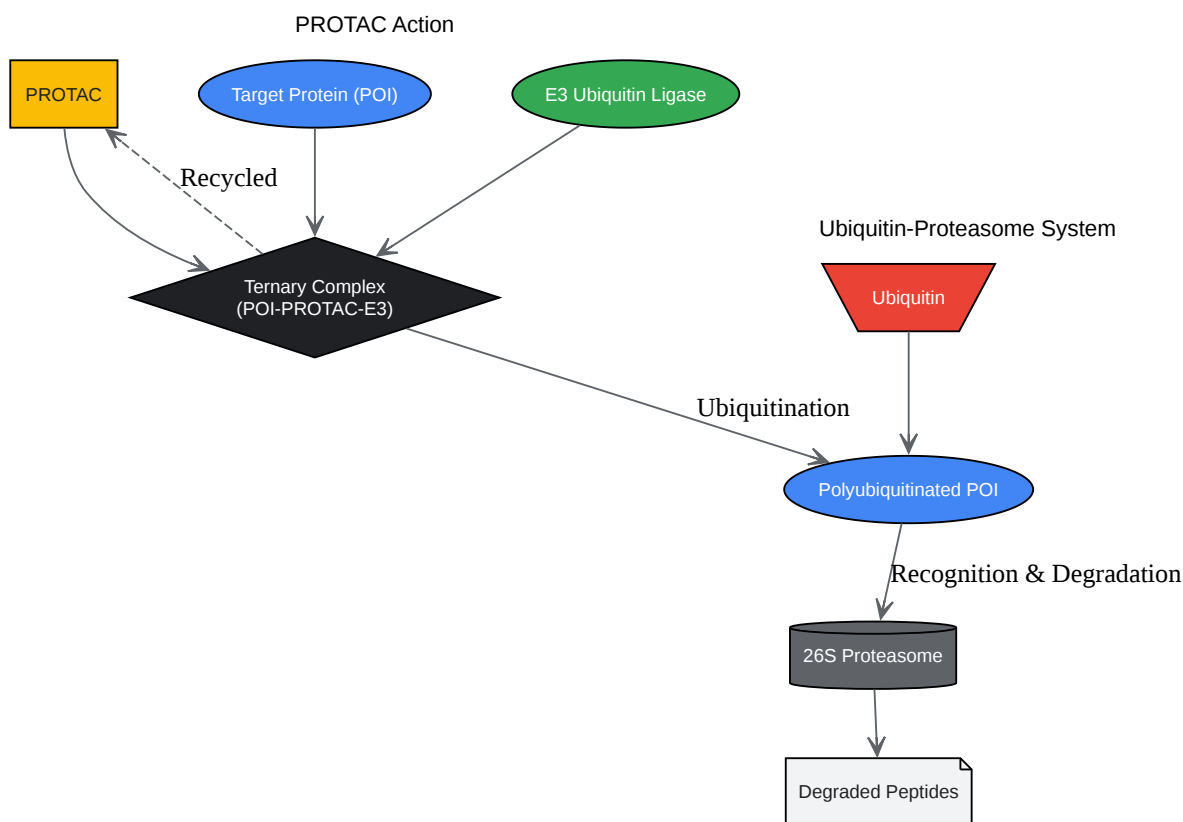 PROTAC Action
PROTAC
Target Protein (POI)
E3 Ubiquitin Ligase
Recycled
Ternary Complex
(POI-PROTAC-E3)
Ubiquitin-Proteasome System
Ubiquitin
Ubiquitination
Polyubiquitinated POI
Recognition & Degradation
26S Proteasome
Degraded Peptides